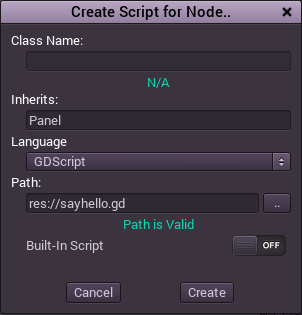 Create Script for Node..
Class Name:
N/A
Inherits:
Panel
Language
GDScript
Path:
res://sayhello.gd ..
Path is Valid
Built-In Script OFF
Cancel Create